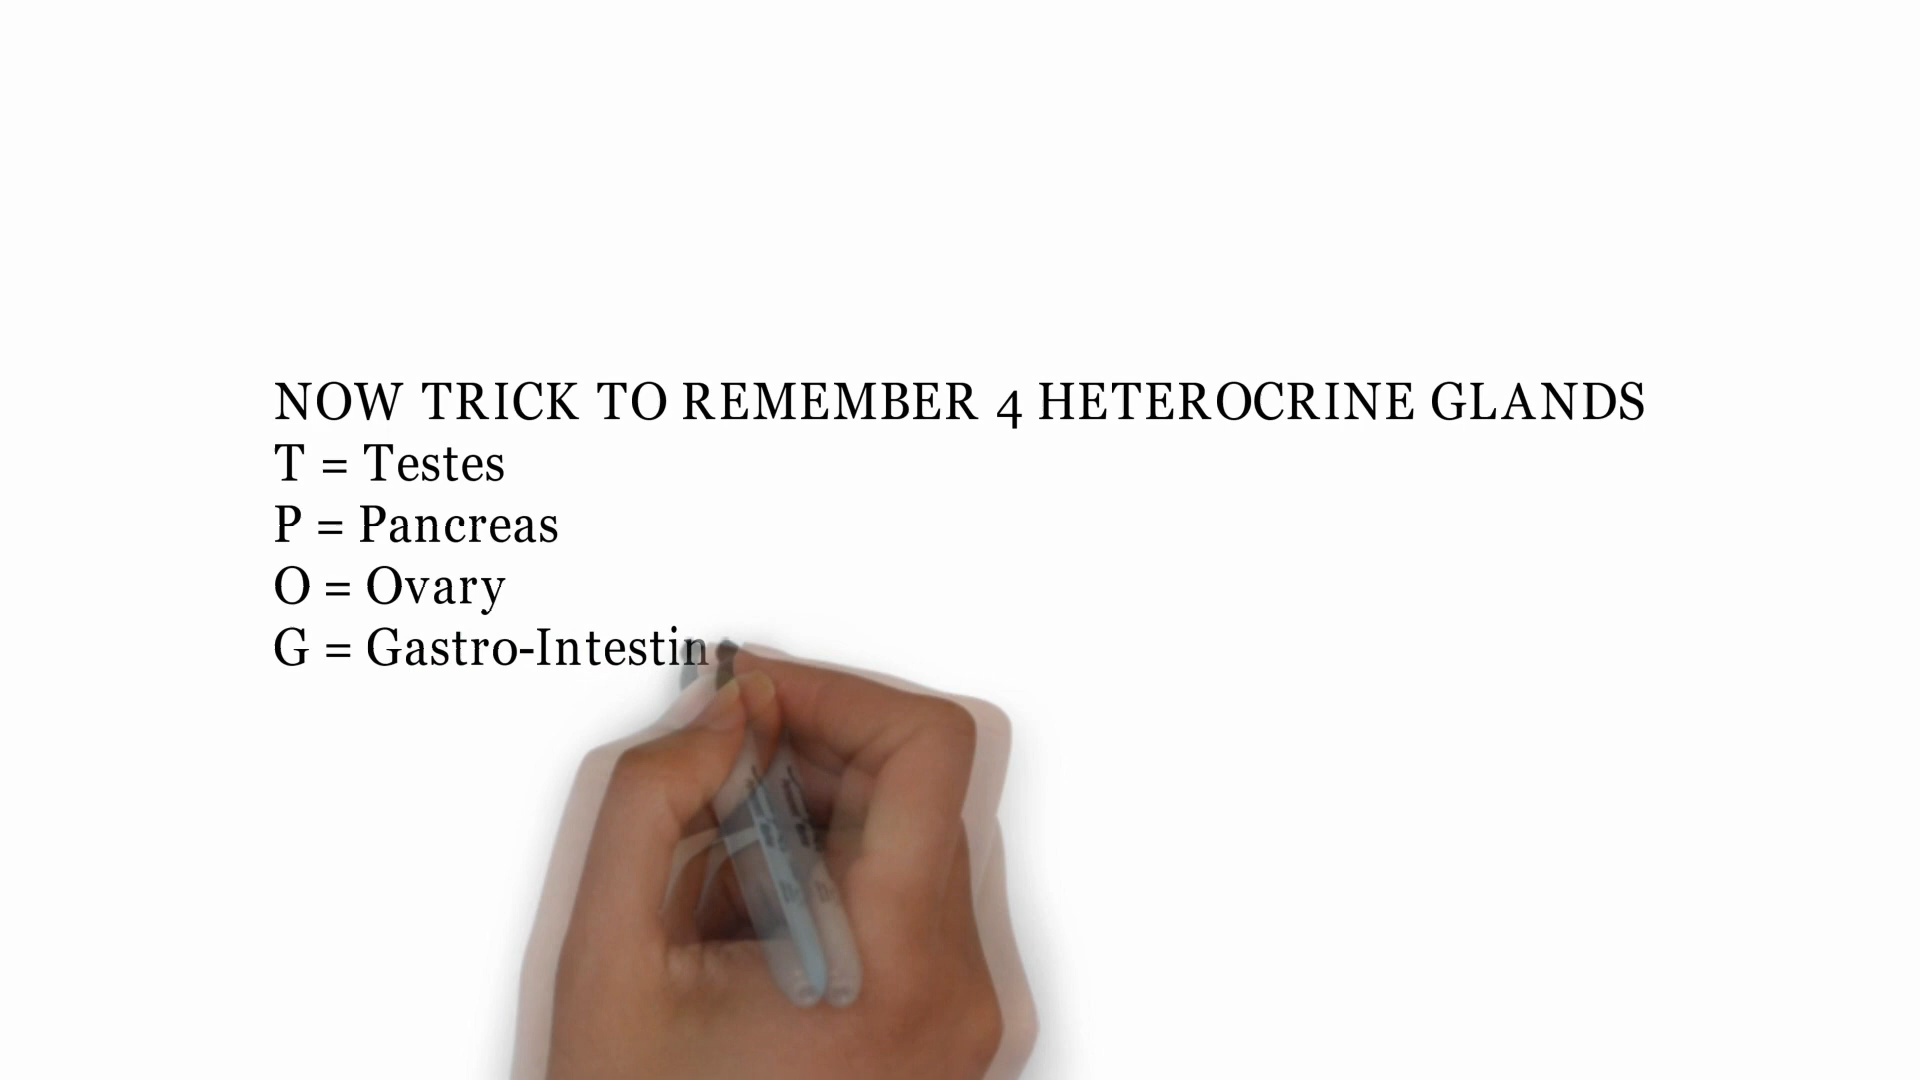 NOW TRICK TO REMEMBER 4 HETEROCRINE GLANDS
T = Testes
P = Pancreas
O = Ovary
G = Gastro-Intestin